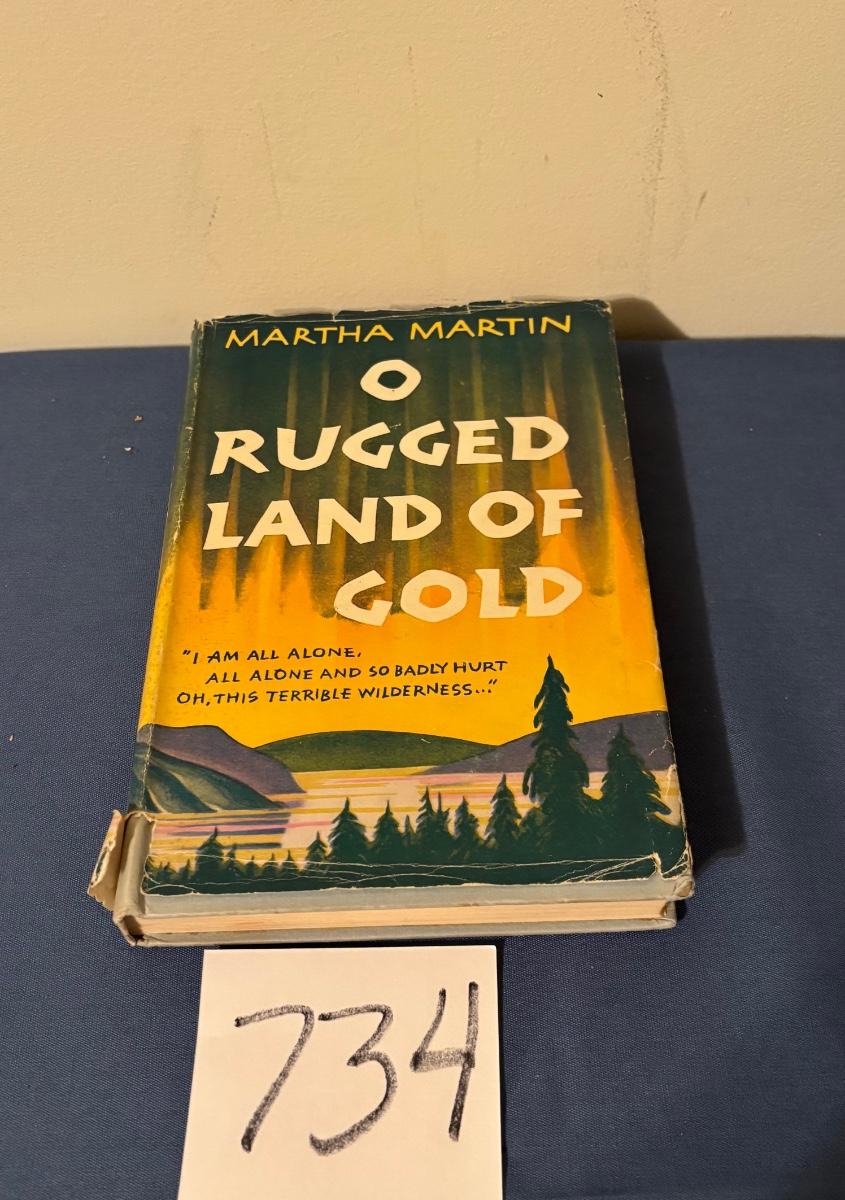 MARTHA MARTIN
O
RUGGED
LAND OF
GOLD
"I AM ALL ALONE,
ALL ALONE AND SO BADLY HURT
OH, THIS TERRIBLE WILDERNESS..."
734